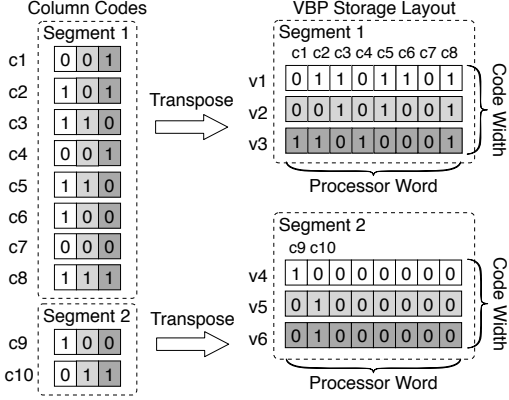 Column Codes
Segment 1
c1 0 0 1
c2 1 0 1
c3 1 1 0
c4 0 0 1
c5 1 1 0
c6 1 0 0
c7 0 0 0
c8 1 1 1
Segment 2
c9 1 0 0
c10 0 1 1
Transpose
Transpose
VBP Storage Layout
Segment 1
c1 c2 c3 c4 c5 c6 c7 c8
v1 0 1 1 0 1 1 0 1
v2 0 0 1 0 1 0 0 1
v3 1 1 0 1 0 0 0 1
Processor Word
Code Width
Segment 2
c9 c10
v4 1 0 0 0 0 0 0 0
v5 0 1 0 0 0 0 0 0
v6 0 1 0 0 0 0 0 0
Processor Word
Code Width